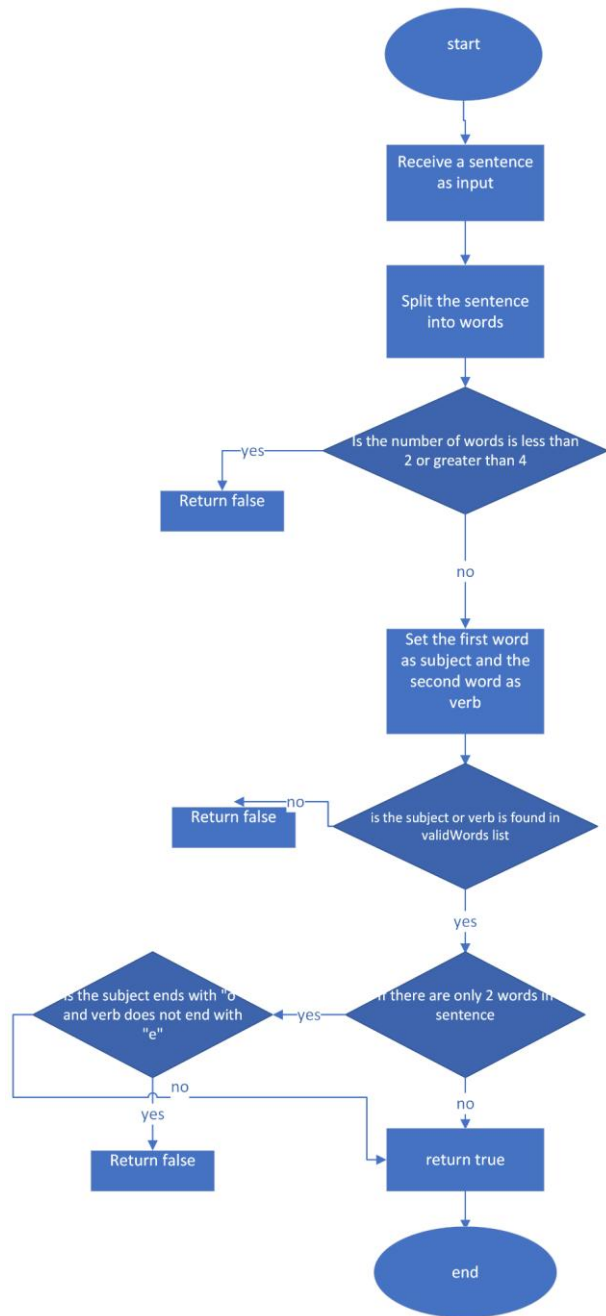 start
Receive a sentence
as input
Split the sentence
into words
Is the number of words is less than
2 or greater than 4
yes
Return false
no
Set the first word
as subject and the
second word as
verb
is the subject or verb is found in
validWords list
no
Return false
yes
f there are only 2 words in
sentence
yes
is the subject ends with "o
and verb does not end with
"e"
no
yes
no
Return false
return true
end